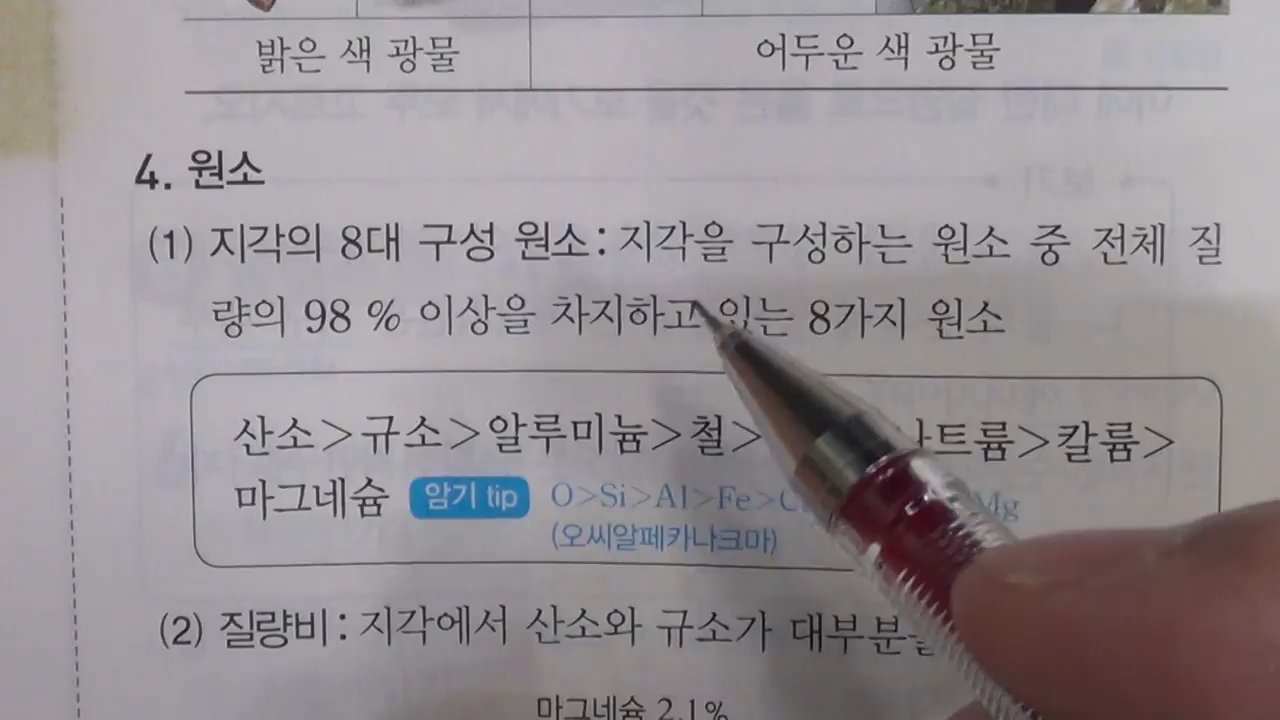 밝은 색 광물
어두운 색 광물
4. 원소
(1) 지각의 8대 구성 원소: 지각을 구성하는 원소 중 전체 질
량의 98 % 이상을 차지하고 있는 8가지 원소
산소>규소>알루미늄>철> 칼륨>
마그네슘 암기 tip O>Si>Al>Fe> Mg
(오씨알페카나크마)
(2) 질량비: 지각에서 산소와 규소가
마그네슘 2.1%